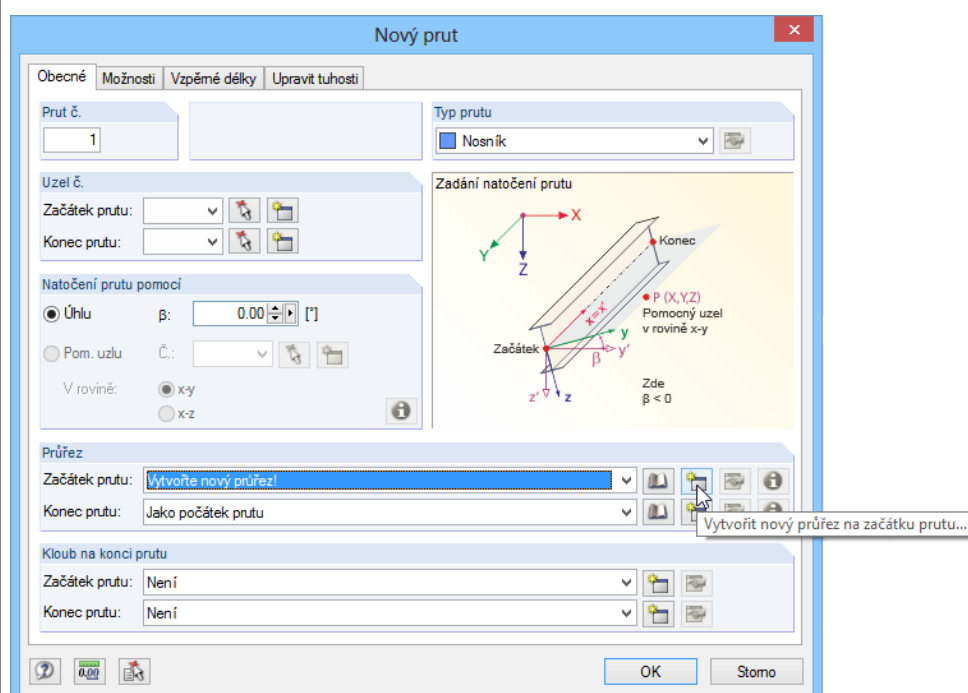 Nový prut
Obecné Možnosti Vzpěrné délky Upravit tuhosti
Prut č.
1
Typ prutu
Nosník
Uzel č.
Začátek prutu:
Konec prutu:
Zadání natočení prutu
X
Y
Z
Konec
P (X,Y,Z)
Pomocný uzel
v rovině x-y
x=x'
Začátek
y
β
y'
z'
z
Zde
β < 0
Natočení prutu pomocí
Úhlu β: 0.00 [°]
Pom. uzlu Č.:
V rovině: x-y
x-z
Průřez
Začátek prutu: Vytvořte nový průřez!
Konec prutu: Jako počátek prutu
Vytvořit nový průřez na začátku prutu...
Kloub na konci prutu
Začátek prutu: Není
Konec prutu: Není
0.00
OK Storno